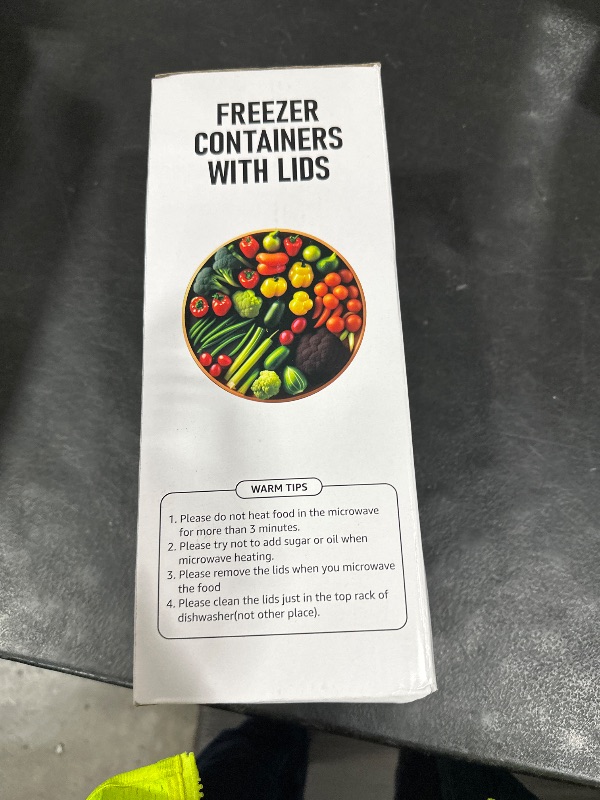 FREEZER
CONTAINERS
WITH LIDS
WARM TIPS
1. Please do not heat food in the microwave
for more than 3 minutes.
2. Please try not to add sugar or oil when
microwave heating.
3. Please remove the lids when you microwave
the food
4. Please clean the lids just in the top rack of
dishwasher(not other place).